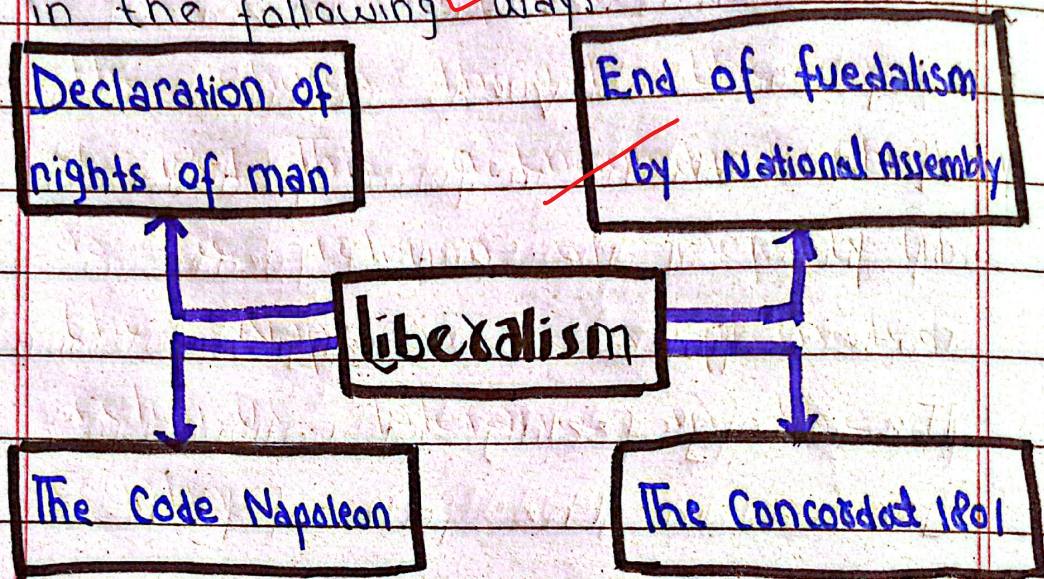 in the following ways.
Declaration of
rights of man
End of fuedalism
by National Assembly
liberalism
The Code Napoleon
The Concordat 1801